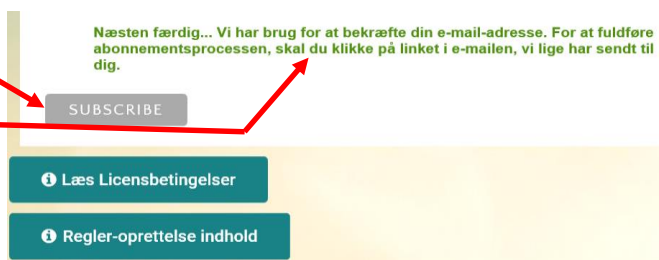 Næsten færdig... Vi har brug for at bekræfte din e-mail-adresse. For at fuldføre
abonnementsprocessen, skal du klikke på linket i e-mailen, vi lige har sendt til
dig.
SUBSCRIBE
Læs Licensbetingelser
Regler-oprettelse indhold